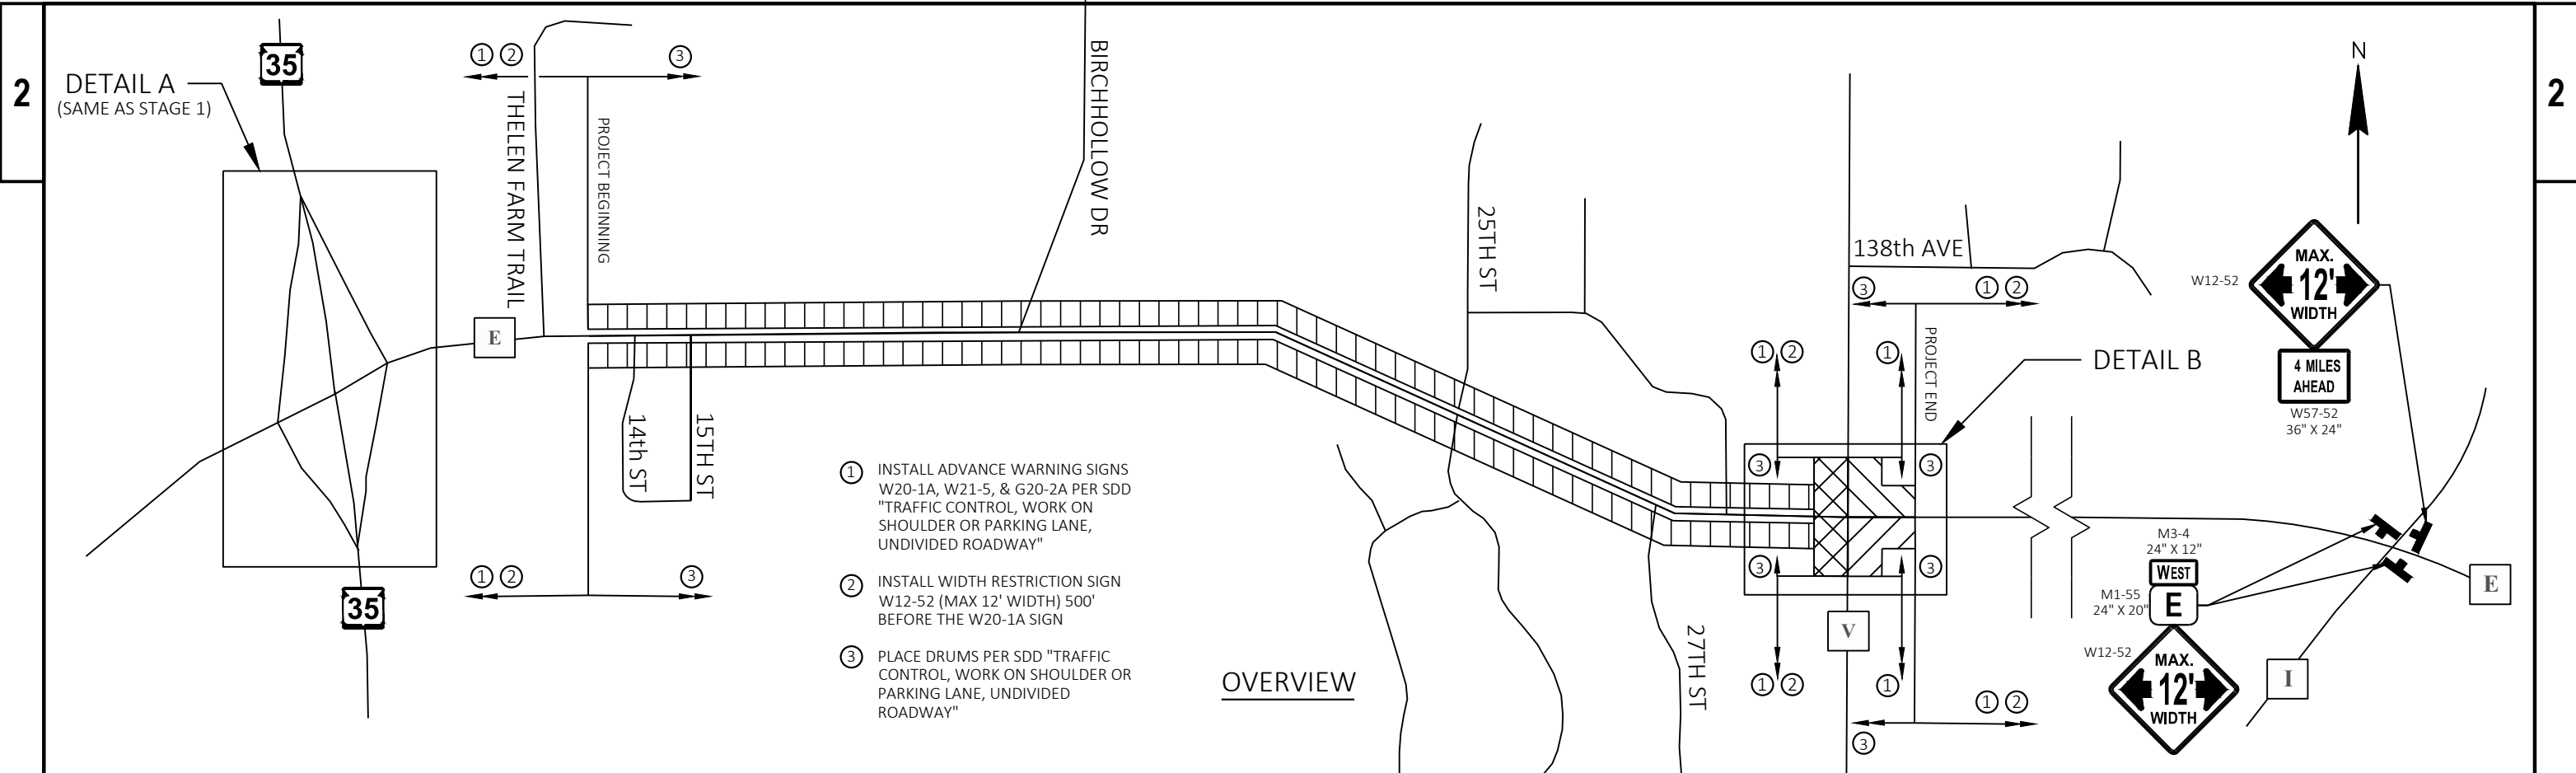 2
2
35
DETAIL A
(SAME AS STAGE 1)
1 2
3
THELEN FARM TRAIL
PROJECT BEGINNING
BIRCHHOLLOW DR
25TH ST
138th AVE
3
1 2
PROJECT END
N
MAX.
12'
WIDTH
W12-52
4 MILES
AHEAD
W57-52
36" X 24"
E
1 2
1
DETAIL B
14th ST
15TH ST
3
3
1 INSTALL ADVANCE WARNING SIGNS
W20-1A, W21-5, & G20-2A PER SDD
"TRAFFIC CONTROL, WORK ON
SHOULDER OR PARKING LANE,
UNDIVIDED ROADWAY"
2 INSTALL WIDTH RESTRICTION SIGN
W12-52 (MAX 12' WIDTH) 500'
BEFORE THE W20-1A SIGN
3 PLACE DRUMS PER SDD "TRAFFIC
CONTROL, WORK ON SHOULDER OR
PARKING LANE, UNDIVIDED
ROADWAY"
1 2
3
35
3
3
27TH ST
V
1 2
1
1 2
3
OVERVIEW
M3-4
24" X 12"
WEST
M1-55
24" X 20"
E
W12-52
MAX.
12'
WIDTH
E
I